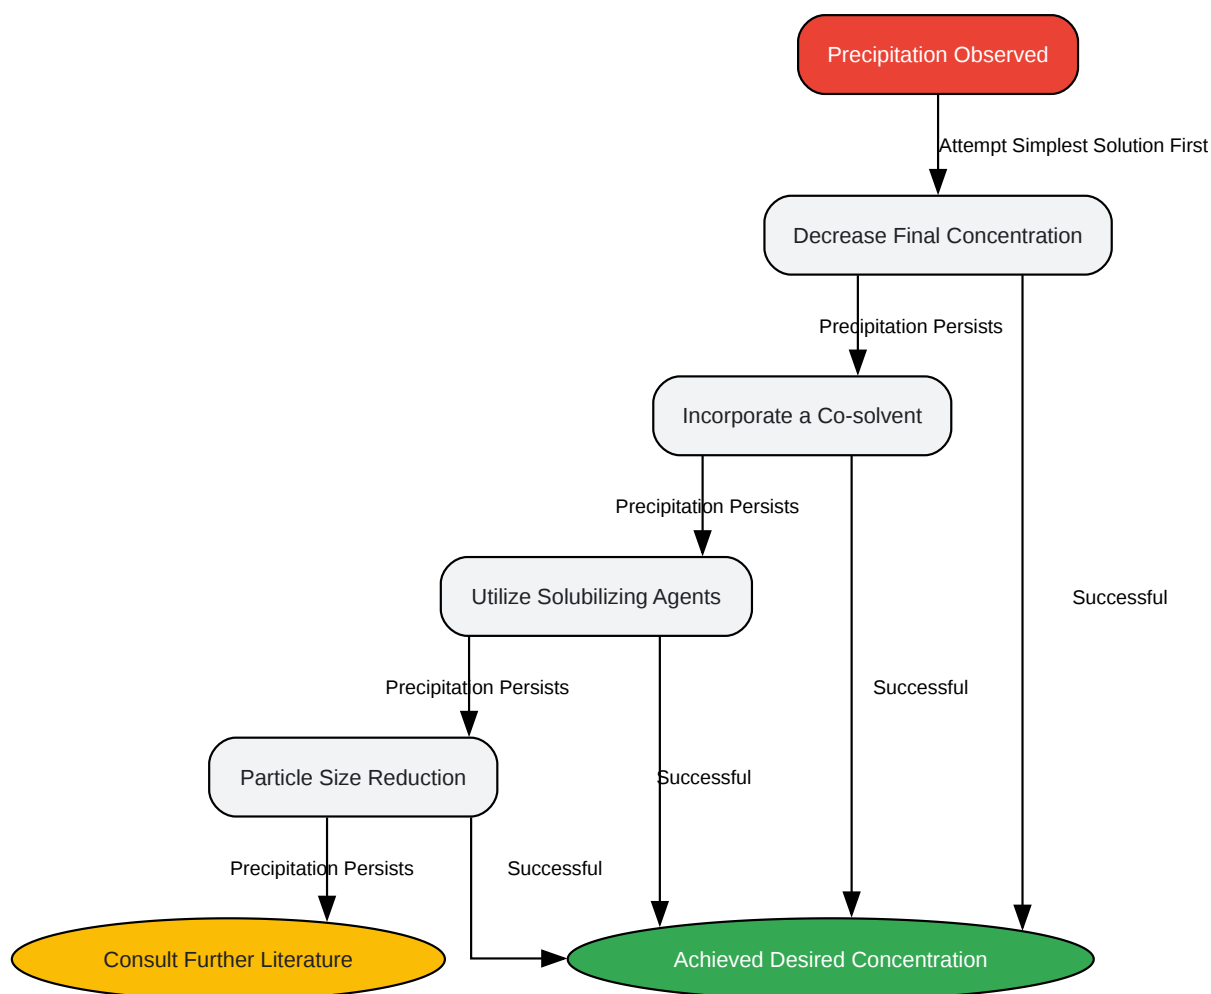 Precipitation Observed
Attempt Simplest Solution First
Decrease Final Concentration
Precipitation Persists
Incorporate a Co-solvent
Precipitation Persists
Utilize Solubilizing Agents
Successful
Precipitation Persists
Successful
Particle Size Reduction
Successful
Precipitation Persists
Successful
Consult Further Literature
Achieved Desired Concentration